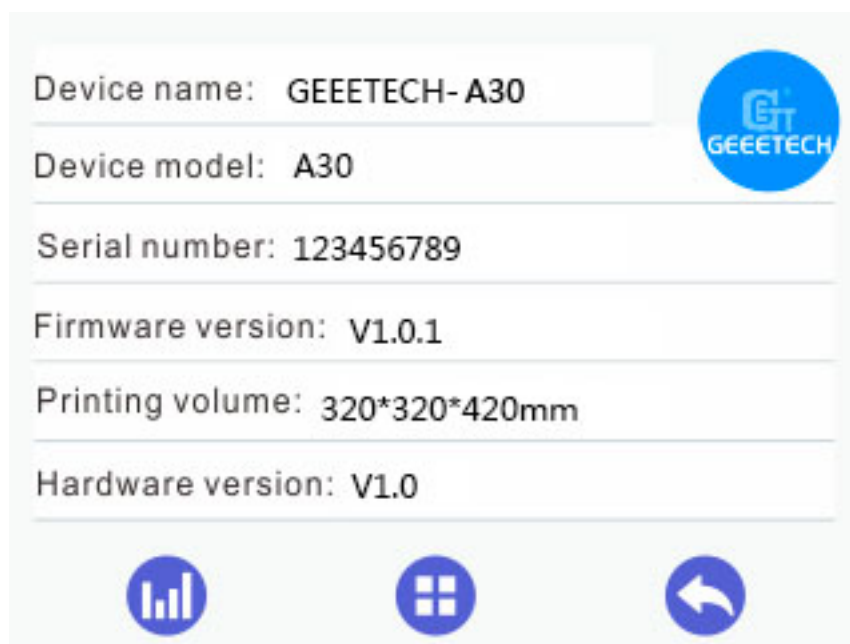 Device name: GEEETECH- A30
GEEETECH
Device model: A30
Serial number: 123456789
Firmware version: V1.0.1
Printing volume: 320*320*420mm
Hardware version: V1.0